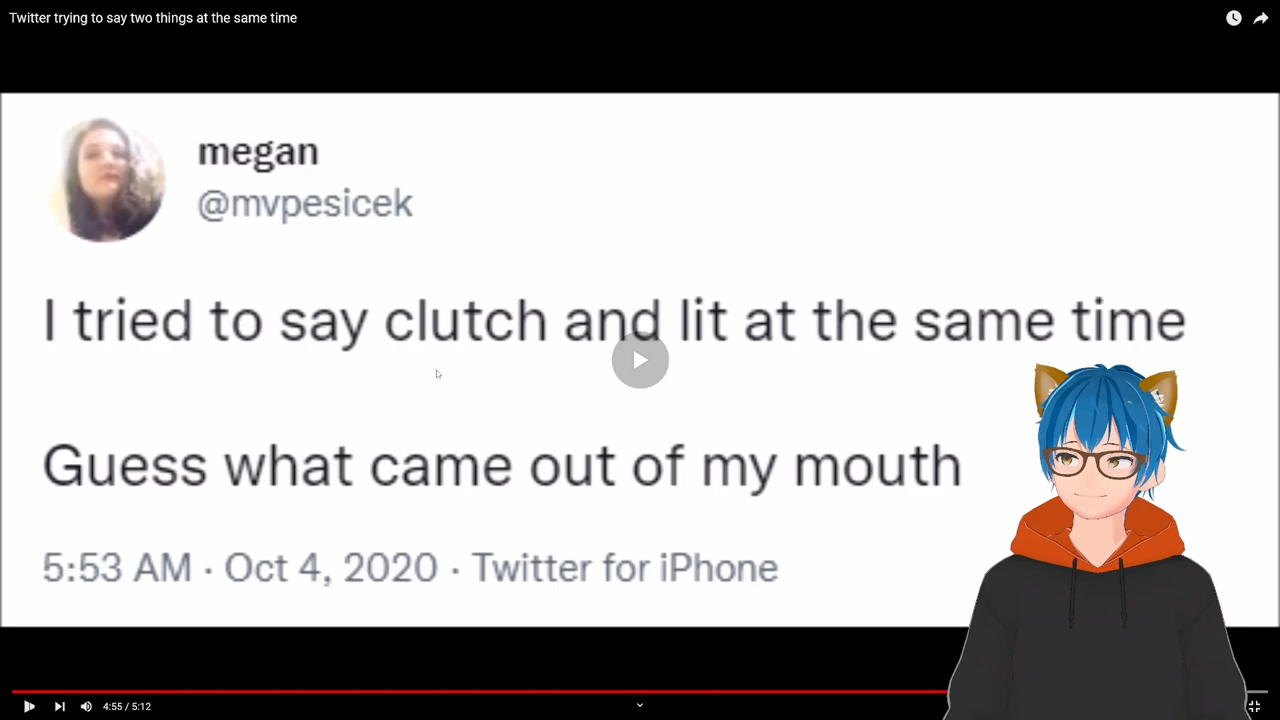 Twitter trying to say two things at the same time
megan
@mvpesicek
I tried to say clutch and lit at the same time
Guess what came out of my mouth
5:53 AM · Oct 4, 2020 · Twitter for iPhone
4:55 / 5:12